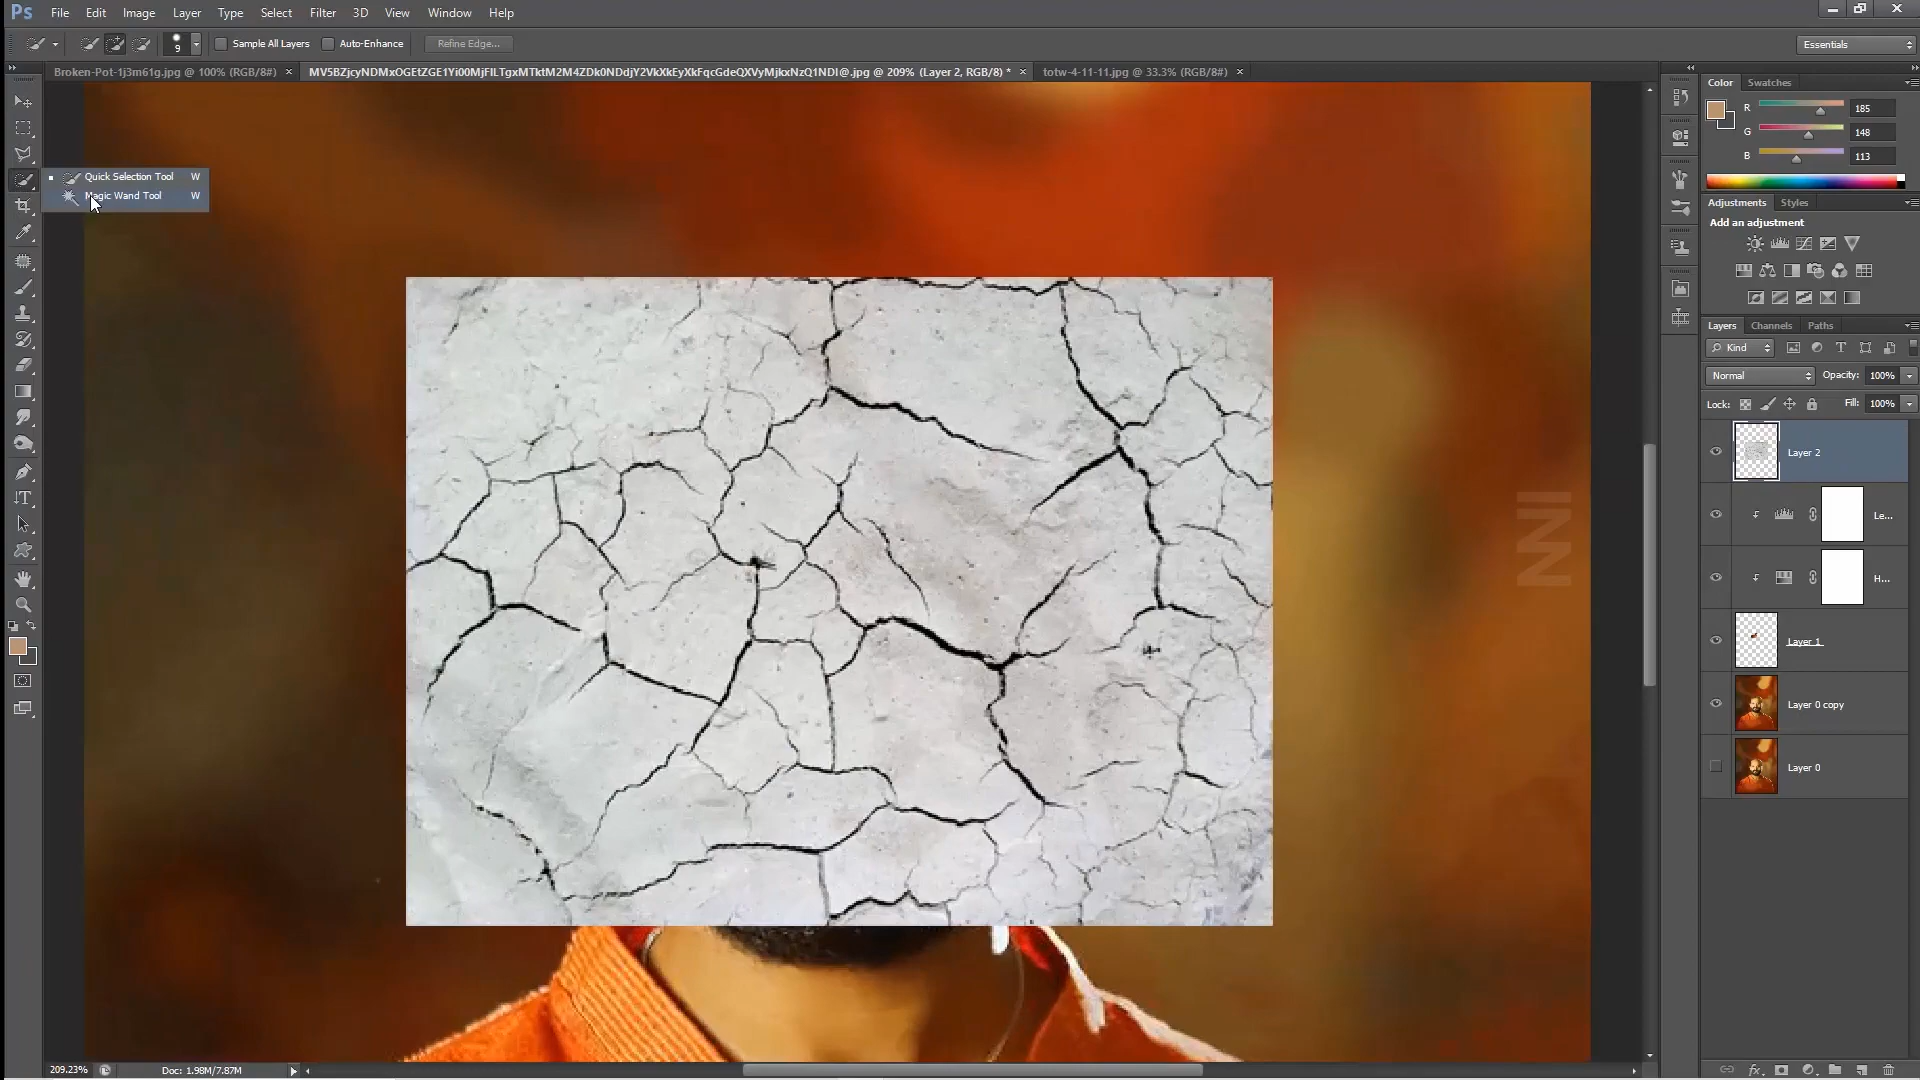 Ps File Edit Image Layer Type Select Filter 3D View Window Help
9 Sample All Layers Auto-Enhance Refine Edge... Essentials
Broken-Pot-1j3m61g.jpg @ 100% (RGB/8#) × MV5BZjcyNDMxOGEtZGE1Yi00MjFlLTgxMTktM2M4ZDk0NDdjY2VkXkEyXkFqcGdeQXVyMjkxNzQ1NDI@.jpg @ 209% (Layer 2, RGB/8) * × totw-4-11-11.jpg @ 33.3% (RGB/8#) ×
Color Swatches
R 185
G 148
B 113
Quick Selection Tool W
Magic Wand Tool W
Adjustments Styles
Add an adjustment
Layers Channels Paths
Kind
Normal Opacity: 100%
Lock: Fill: 100%
Layer 2
Le...
H...
Layer 1
Layer 0 copy
Layer 0
209.23% Doc: 1.98M/7.87M